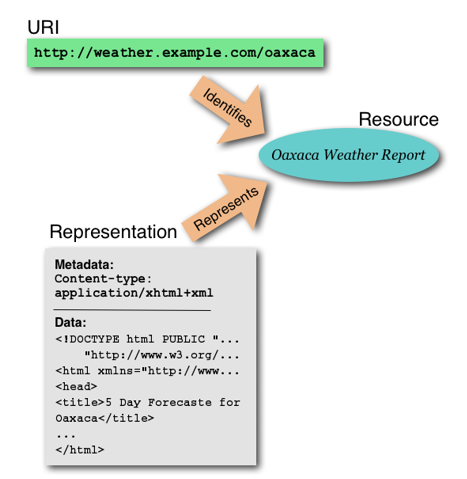 URI
http://weather.example.com/oaxaca
Identifies
Resource
Oaxaca Weather Report
Represents
Representation
Metadata:
Content-type:
application/xhtml+xml
Data:
<!DOCTYPE html PUBLIC "...
"http://www.w3.org/...
<html xmlns="http://www...
<head>
<title>5 Day Forecaste for
Oaxaca</title>
...
</html>